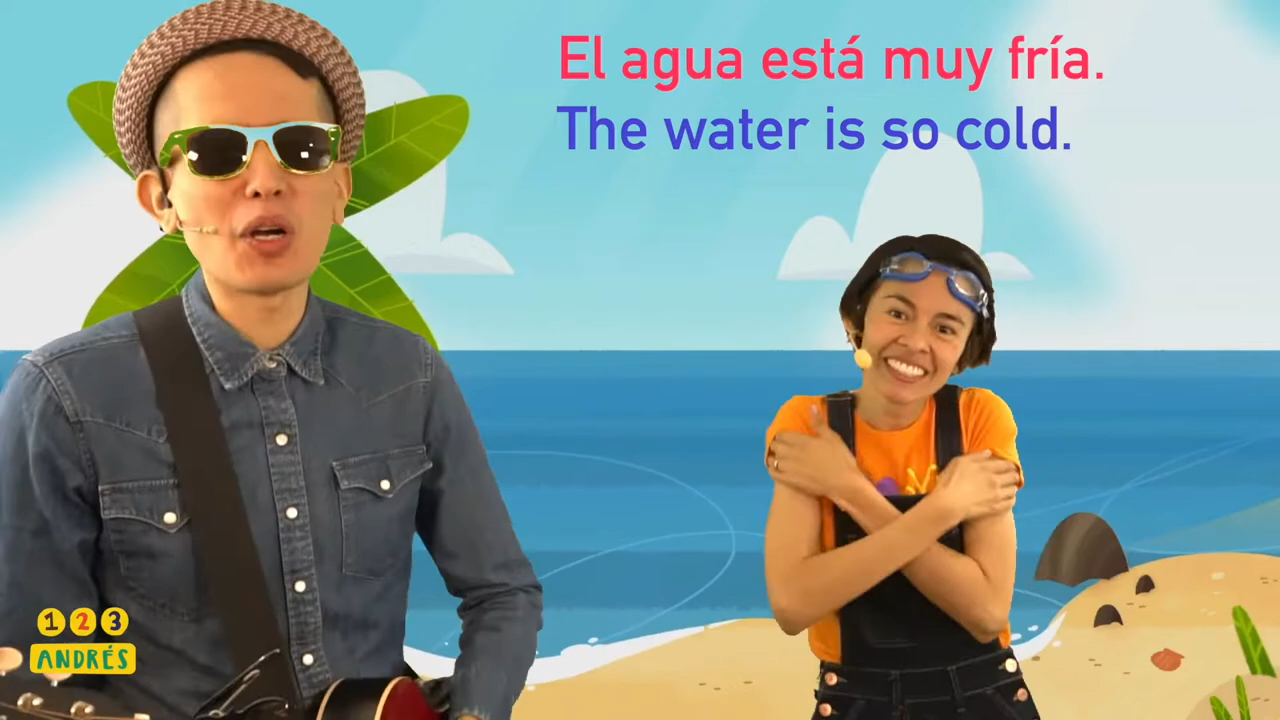 El agua está muy fría.
The water is so cold.
1 2 3
ANDRÉS